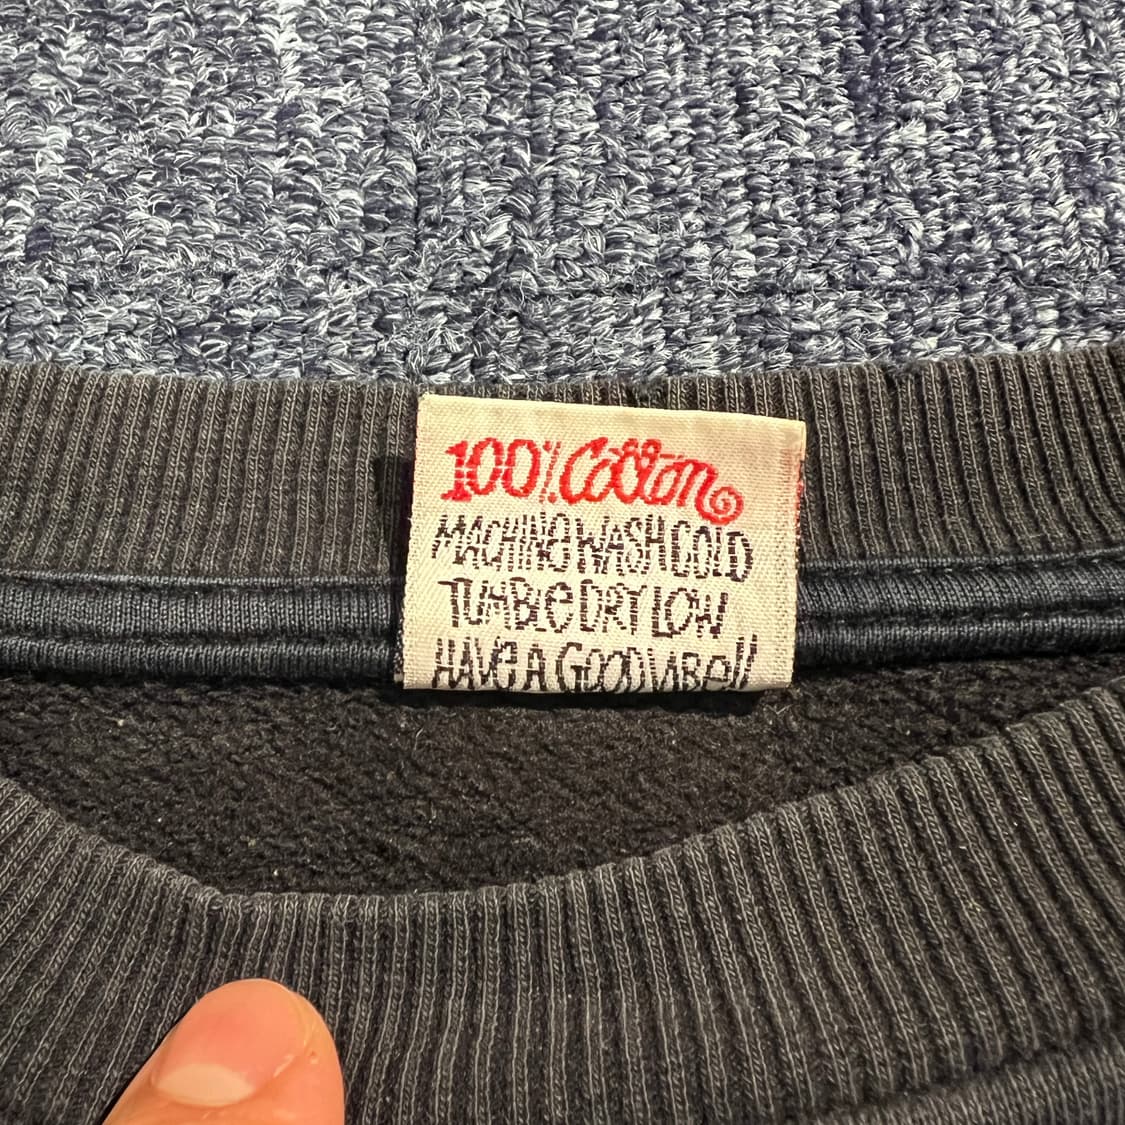 100% Cotton
MACHINe WASH COLD
TUMBLe DRY LOW
HAVe A GOOD VIBe!!